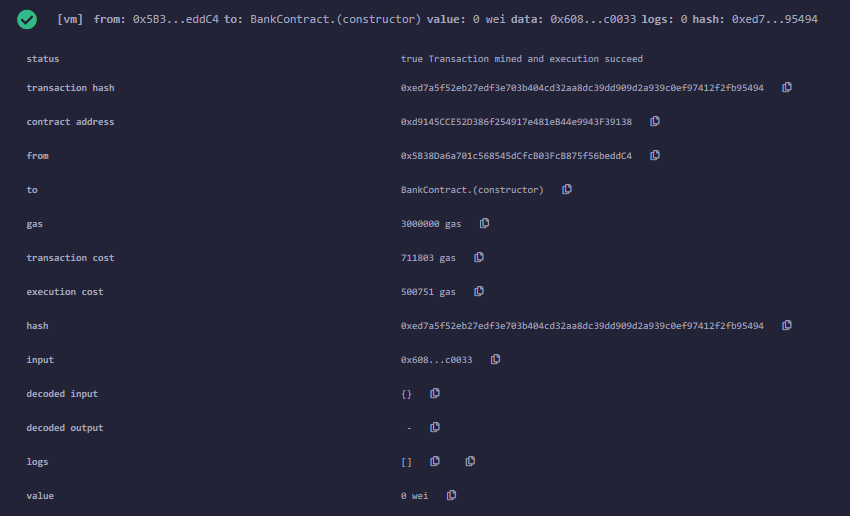 [vm] from: 0x5B3...eddC4 to: BankContract.(constructor) value: 0 wei data: 0x608...c0033 logs: 0 hash: 0xed7...95494
status true Transaction mined and execution succeed
transaction hash 0xed7a5f52eb27edf3e703b404cd32aa8dc39dd909d2a939c0ef97412f2fb95494
contract address 0xd9145CCE52D386f254917e481eB44e9943F39138
from 0x5B38Da6a701c568545dCfcB03FcB875f56beddC4
to BankContract.(constructor)
gas 3000000 gas
transaction cost 711803 gas
execution cost 500751 gas
hash 0xed7a5f52eb27edf3e703b404cd32aa8dc39dd909d2a939c0ef97412f2fb95494
input 0x608...c0033
decoded input {}
decoded output -
logs []
value 0 wei